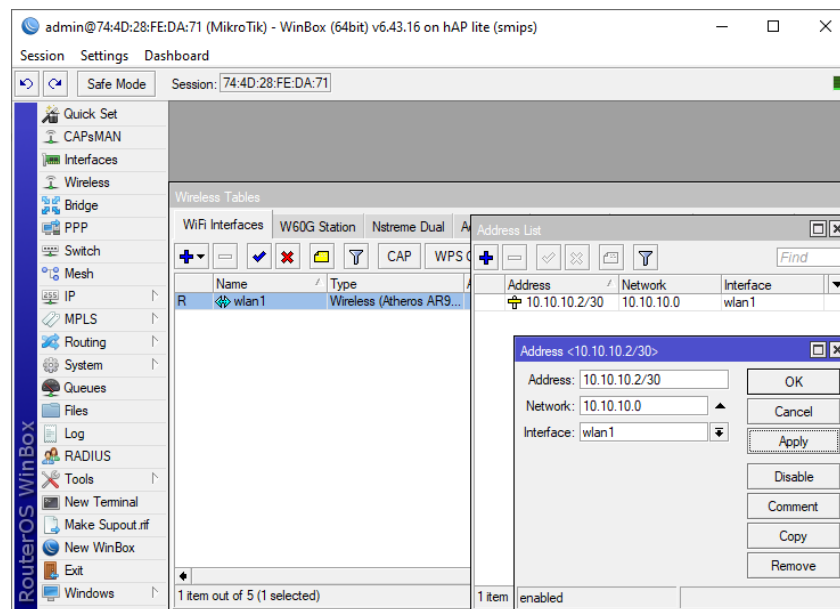 admin@74:4D:28:FE:DA:71 (MikroTik) - WinBox (64bit) v6.43.16 on hAP lite (smips)
Session Settings Dashboard
Safe Mode Session: 74:4D:28:FE:DA:71
Quick Set
CAPsMAN
Interfaces
Wireless
Bridge
PPP
Switch
Mesh
IP
MPLS
Routing
System
Queues
Files
Log
RADIUS
Tools
New Terminal
Make Supout.rif
New WinBox
Exit
Windows
RouterOS WinBox
Wireless Tables
WiFi Interfaces W60G Station Nstreme Dual
CAP WPS
Name Type
R wlan1 Wireless (Atheros AR9...
1 item out of 5 (1 selected)
Address List
Find
Address Network Interface
10.10.10.2/30 10.10.10.0 wlan1
1 item
Address <10.10.10.2/30>
Address: 10.10.10.2/30
Network: 10.10.10.0
Interface: wlan1
OK
Cancel
Apply
Disable
Comment
Copy
Remove
enabled